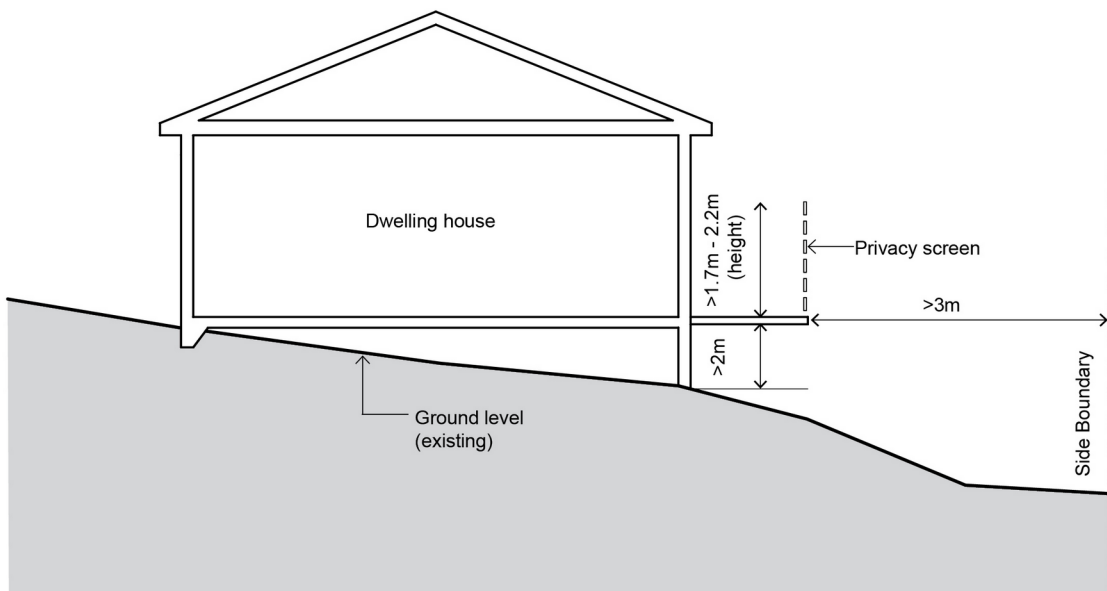 Dwelling house
>1.7m - 2.2m
(height)
Privacy screen
>3m
>2m
Ground level
(existing)
Side Boundary